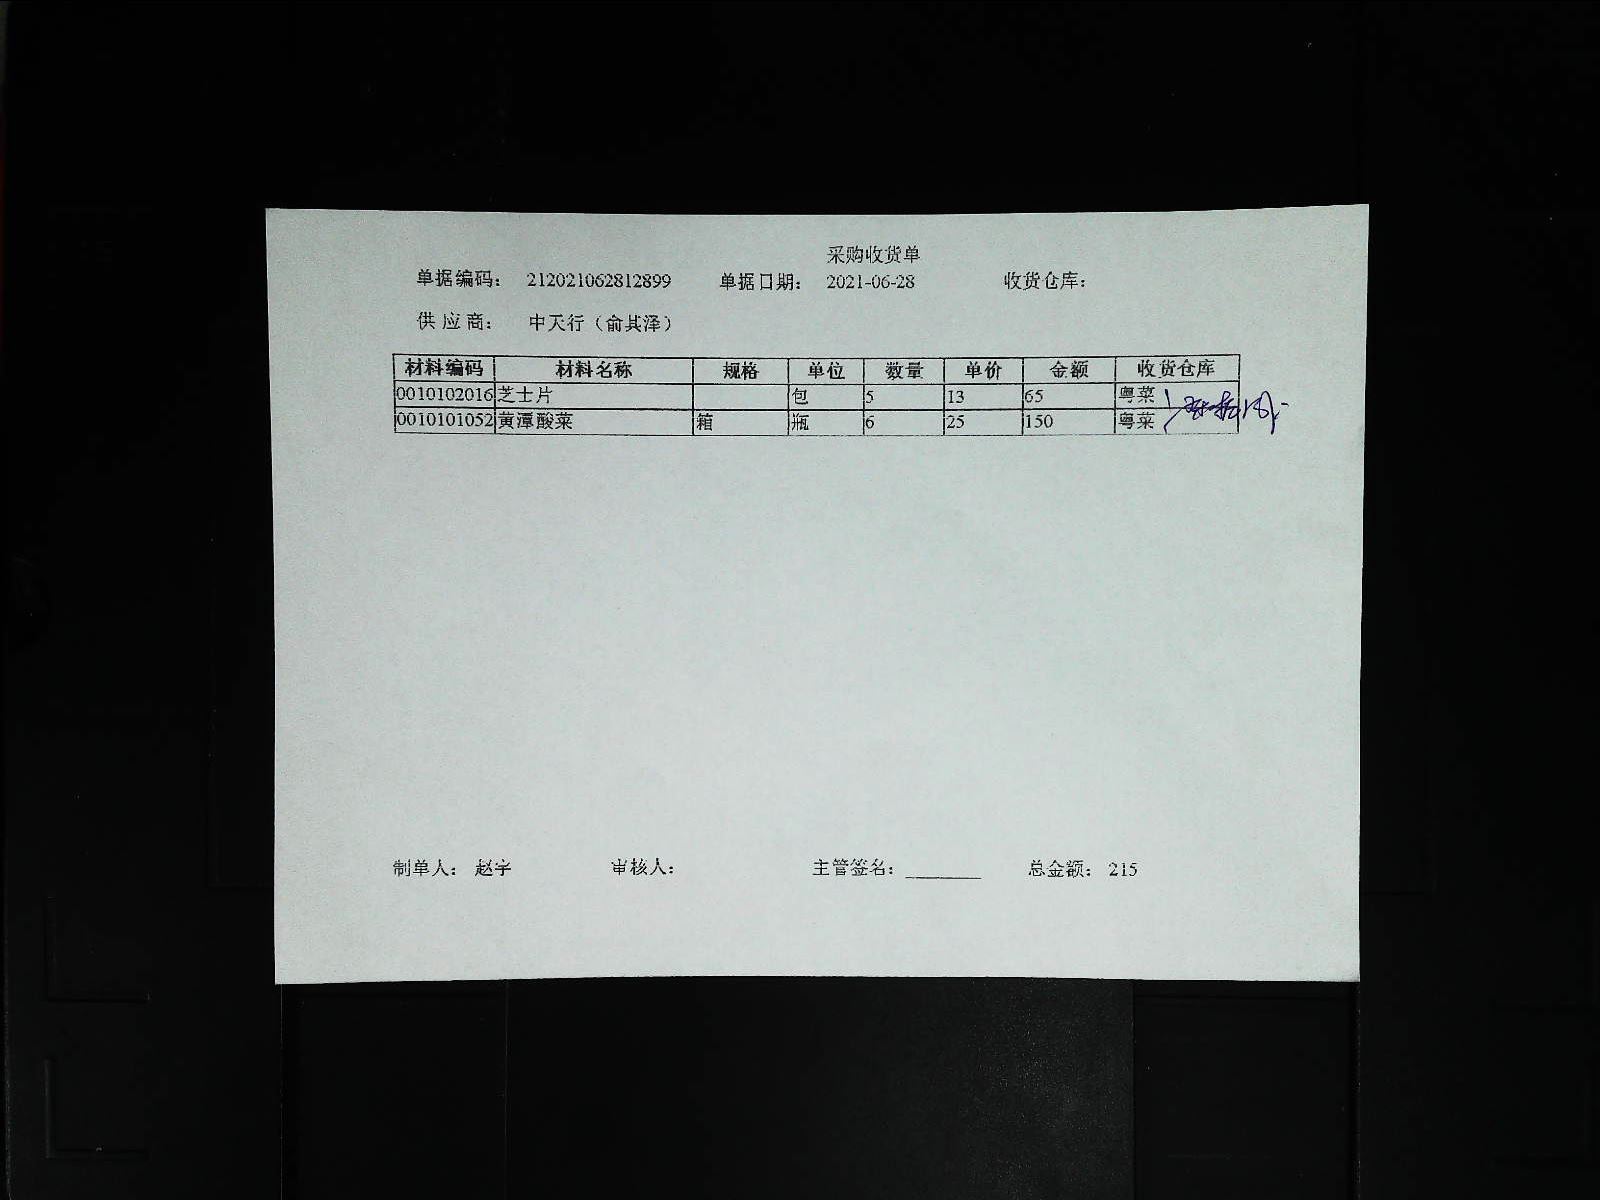 采购收货单
单据编码： 212021062812899 单据日期： 2021-06-28 收货仓库：
供应商： 中天行（俞其泽）
材料编码 材料名称 规格 单位 数量 单价 金额 收货仓库
0010102016 芝士片 包 5 13 65 粤菜
0010101052 黄潭酸菜 箱 瓶 6 25 150 粤菜
制单人： 赵宇 审核人： 主管签名： 总金额： 215